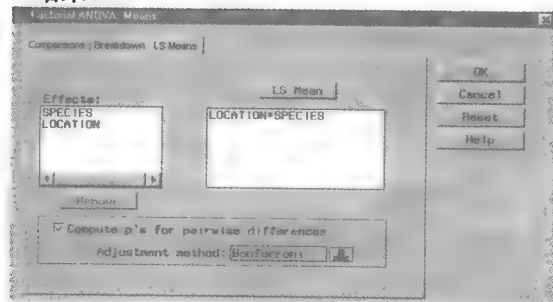 Factorial ANOVA: Means
Comparisons | Breakdown LS Means
OK
LS Mean
Cancel
Effects:
SPECIES
LOCATION*SPECIES
Reset
LOCATION
Help
Remove
Compute p's for pairwise differences
Adjustment method: Bonferroni